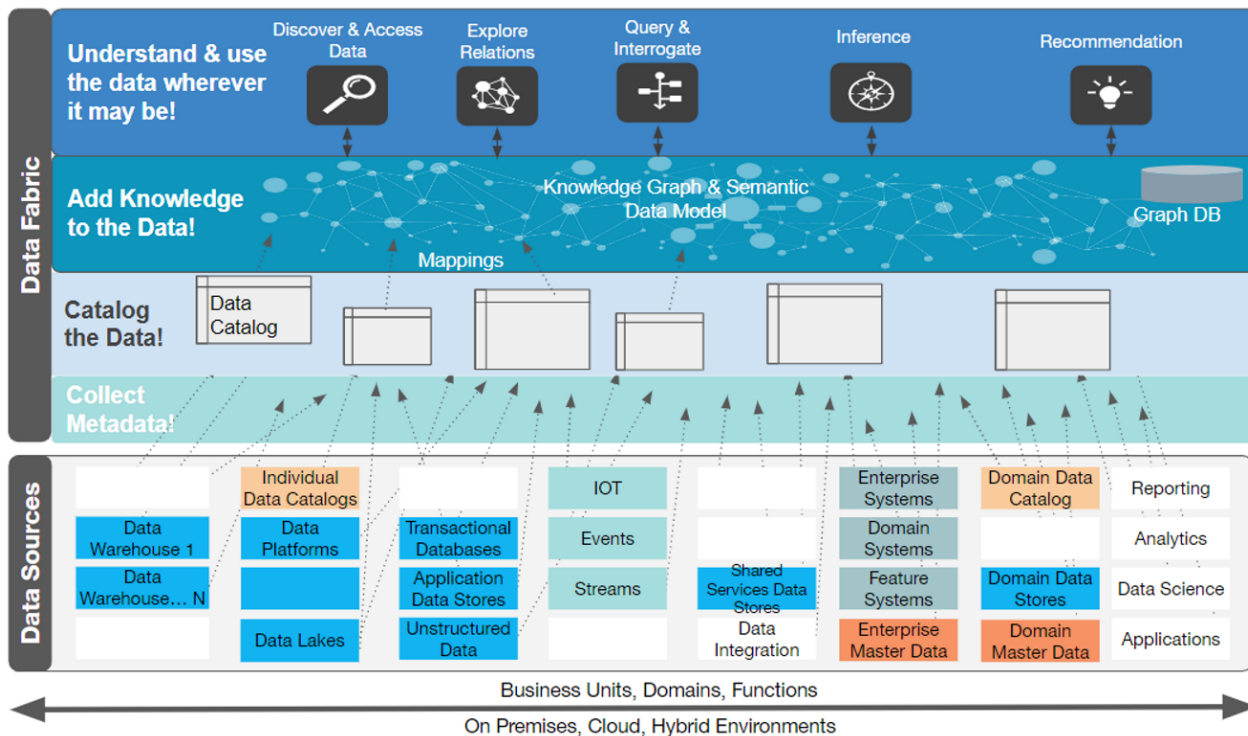 Data Fabric
Understand & use
the data wherever
it may be!
Discover & Access
Data
Explore
Relations
Query &
Interrogate
Inference
Recommendation
Add Knowledge
to the Data!
Knowledge Graph & Semantic
Data Model
Graph DB
Mappings
Catalog
the Data!
Data
Catalog
Collect
Metadata!
Data Sources
Individual
Data Catalogs
IOT
Enterprise
Systems
Domain Data
Catalog
Reporting
Data
Warehouse 1
Data
Platforms
Transactional
Databases
Events
Domain
Systems
Analytics
Data
Warehouse... N
Application
Data Stores
Streams
Shared
Services Data
Stores
Feature
Systems
Domain Data
Stores
Data Science
Data Lakes
Unstructured
Data
Data
Integration
Enterprise
Master Data
Domain
Master Data
Applications
Business Units, Domains, Functions
On Premises, Cloud, Hybrid Environments